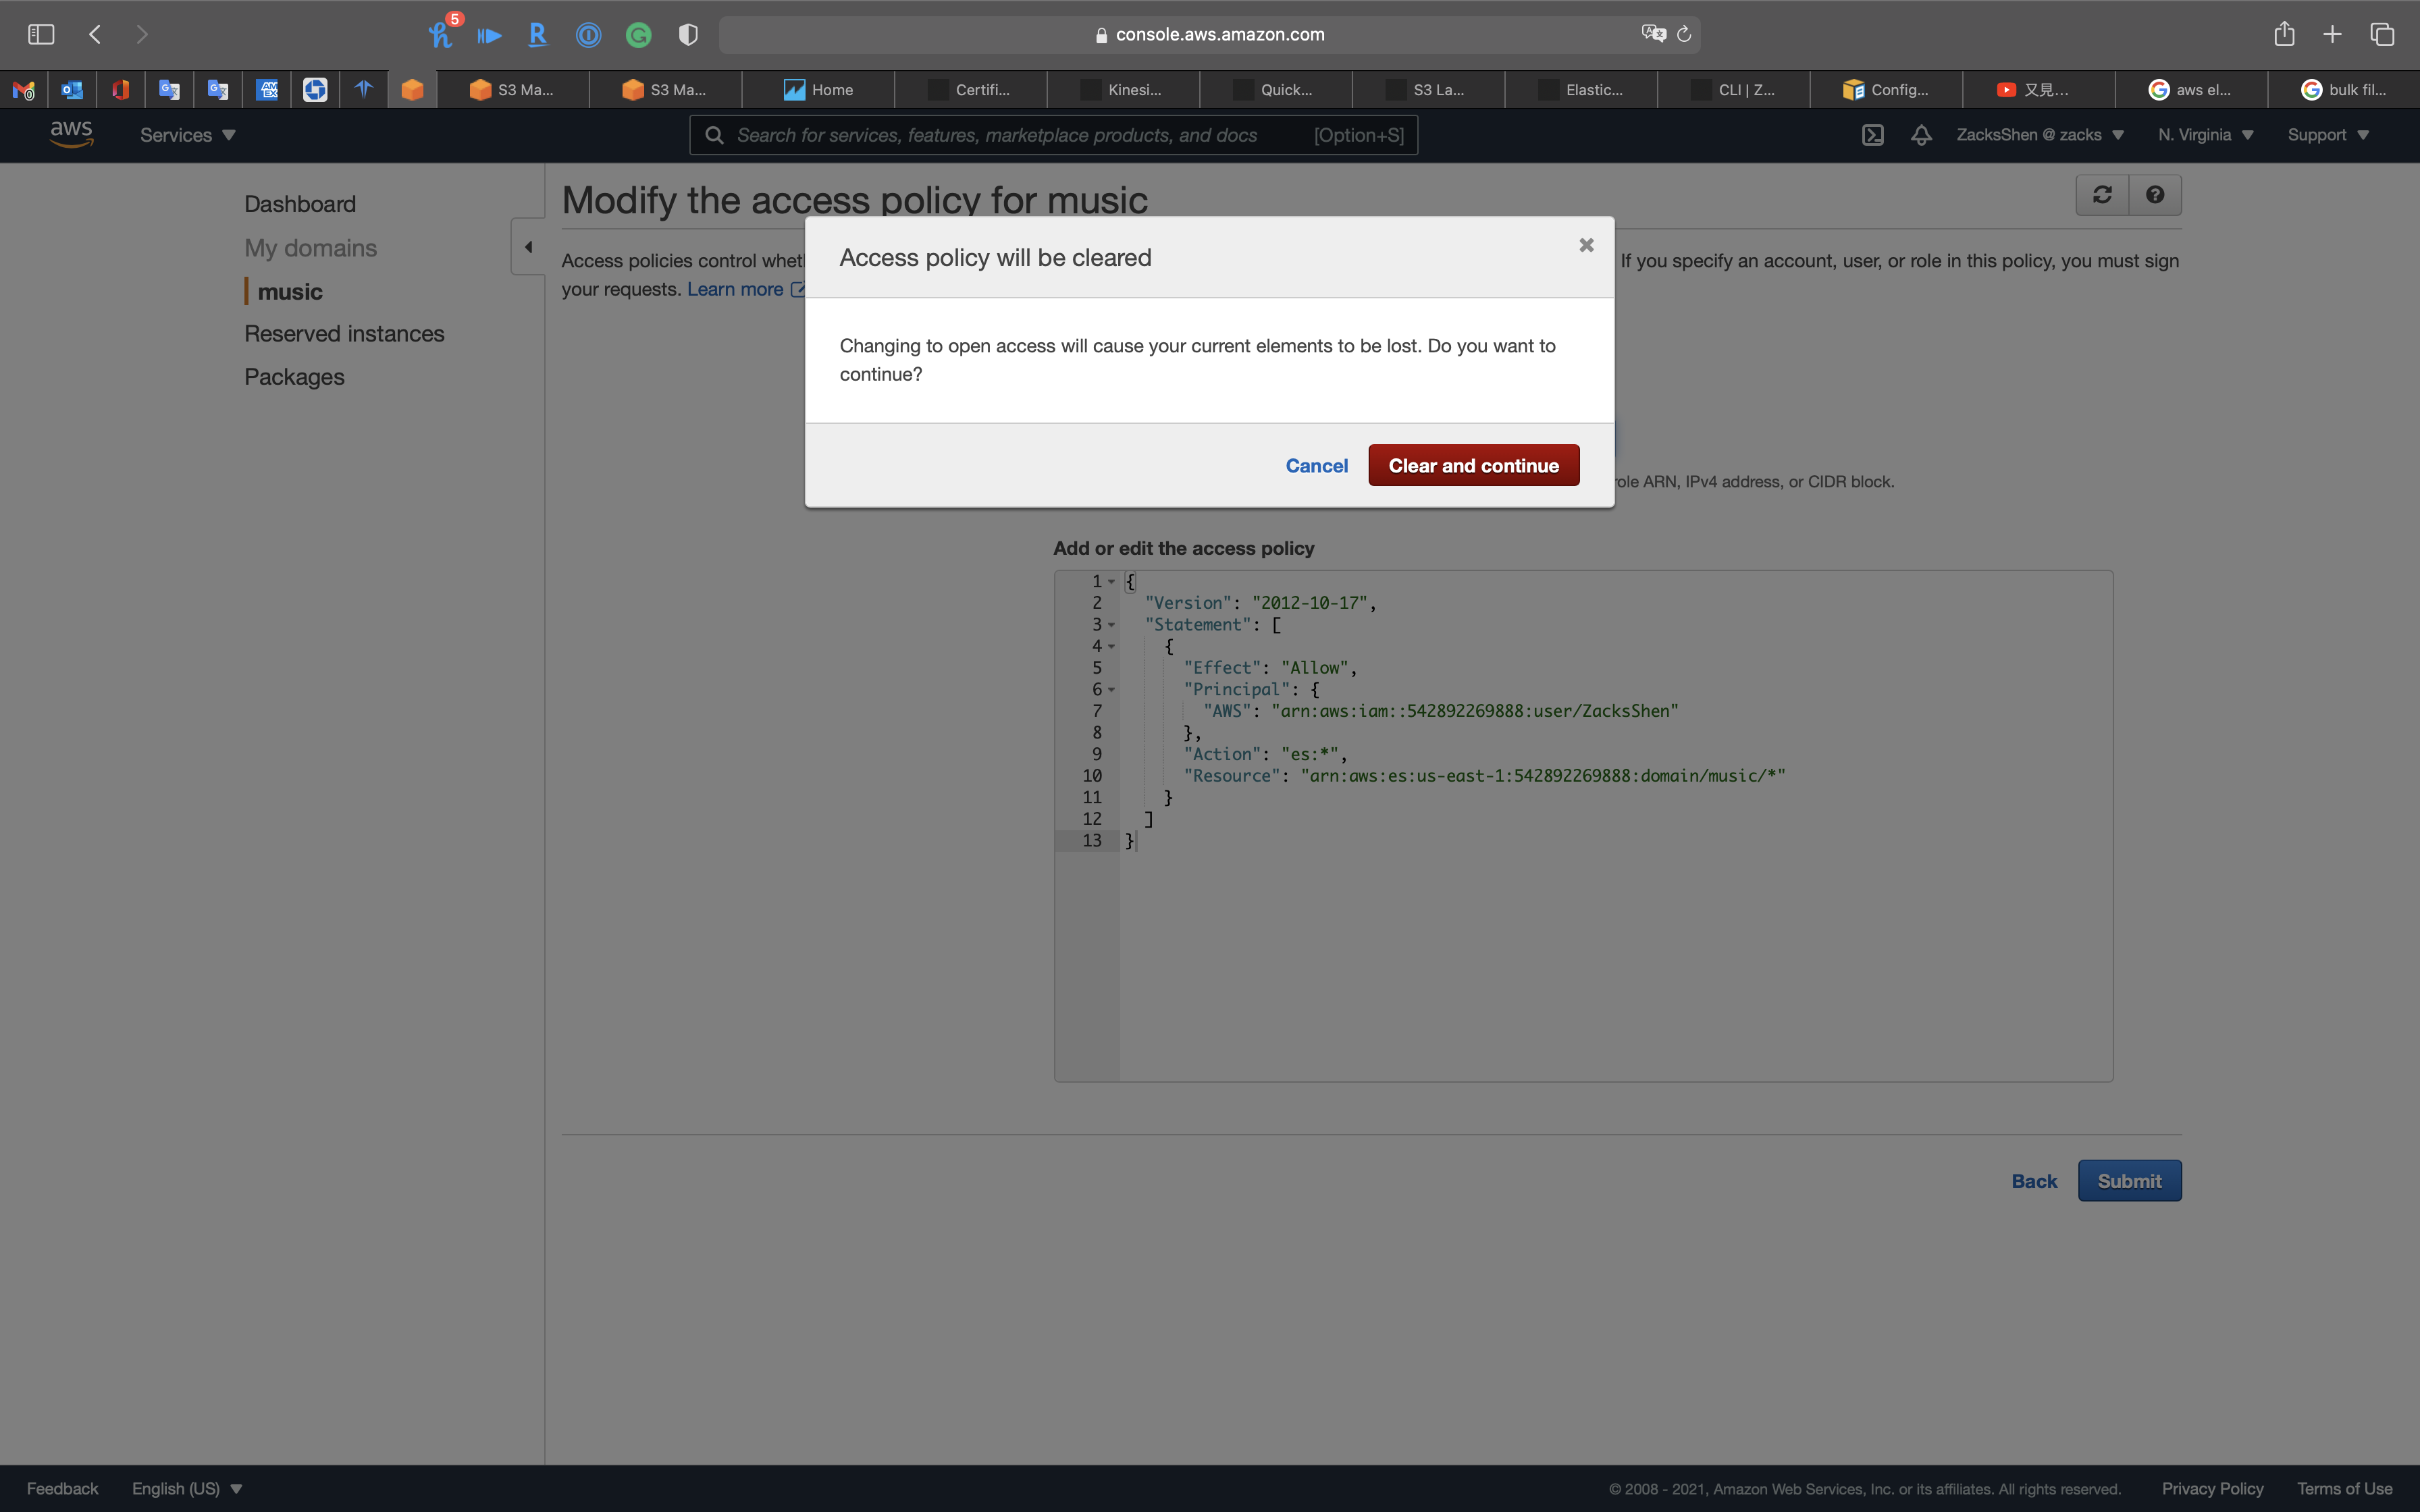 5
console.aws.amazon.com
S3 Ma...
S3 Ma...
Home
Certifi...
Kinesi...
Quick...
S3 La...
Elastic...
CLI | Z...
Config...
又見...
aws el...
bulk fil...
aws
Services
Search for services, features, marketplace products, and docs [Option+S]
ZacksShen @ zacks
N. Virginia
Support
Dashboard
My domains
music
Reserved instances
Packages
Modify the access policy for music
Access policies control whet
If you specify an account, user, or role in this policy, you must sign
your requests. Learn more
Access policy will be cleared
Changing to open access will cause your current elements to be lost. Do you want to
continue?
Cancel
Clear and continue
role ARN, IPv4 address, or CIDR block.
Add or edit the access policy
1 {
2 "Version": "2012-10-17",
3 "Statement": [
4 {
5 "Effect": "Allow",
6 "Principal": {
7 "AWS": "arn:aws:iam::542892269888:user/ZacksShen"
8 },
9 "Action": "es:*",
10 "Resource": "arn:aws:es:us-east-1:542892269888:domain/music/*"
11 }
12 ]
13 }
Back
Submit
Feedback
English (US)
© 2008 - 2021, Amazon Web Services, Inc. or its affiliates. All rights reserved.
Privacy Policy
Terms of Use